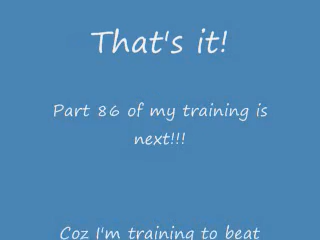 That's it!
Part 86 of my training is
next!!!
Coz I'm training to beat